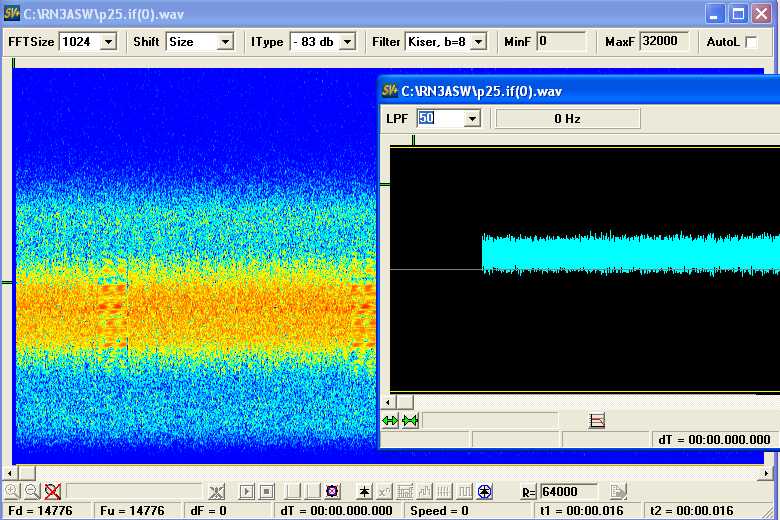 SV+ C:\RN3ASW\p25.if(0).wav
FFTSize 1024 Shift Size IType - 83 db Filter Kiser, b=8 MinF 0 MaxF 32000 AutoL
SV+ C:\RN3ASW\p25.if(0).wav
LPF 50 0 Hz
dT = 00:00.000.000
R= 64000
Fd = 14776 Fu = 14776 dF = 0 dT = 00:00.000.000 Speed = 0 t1 = 00:00.016 t2 = 00:00.016